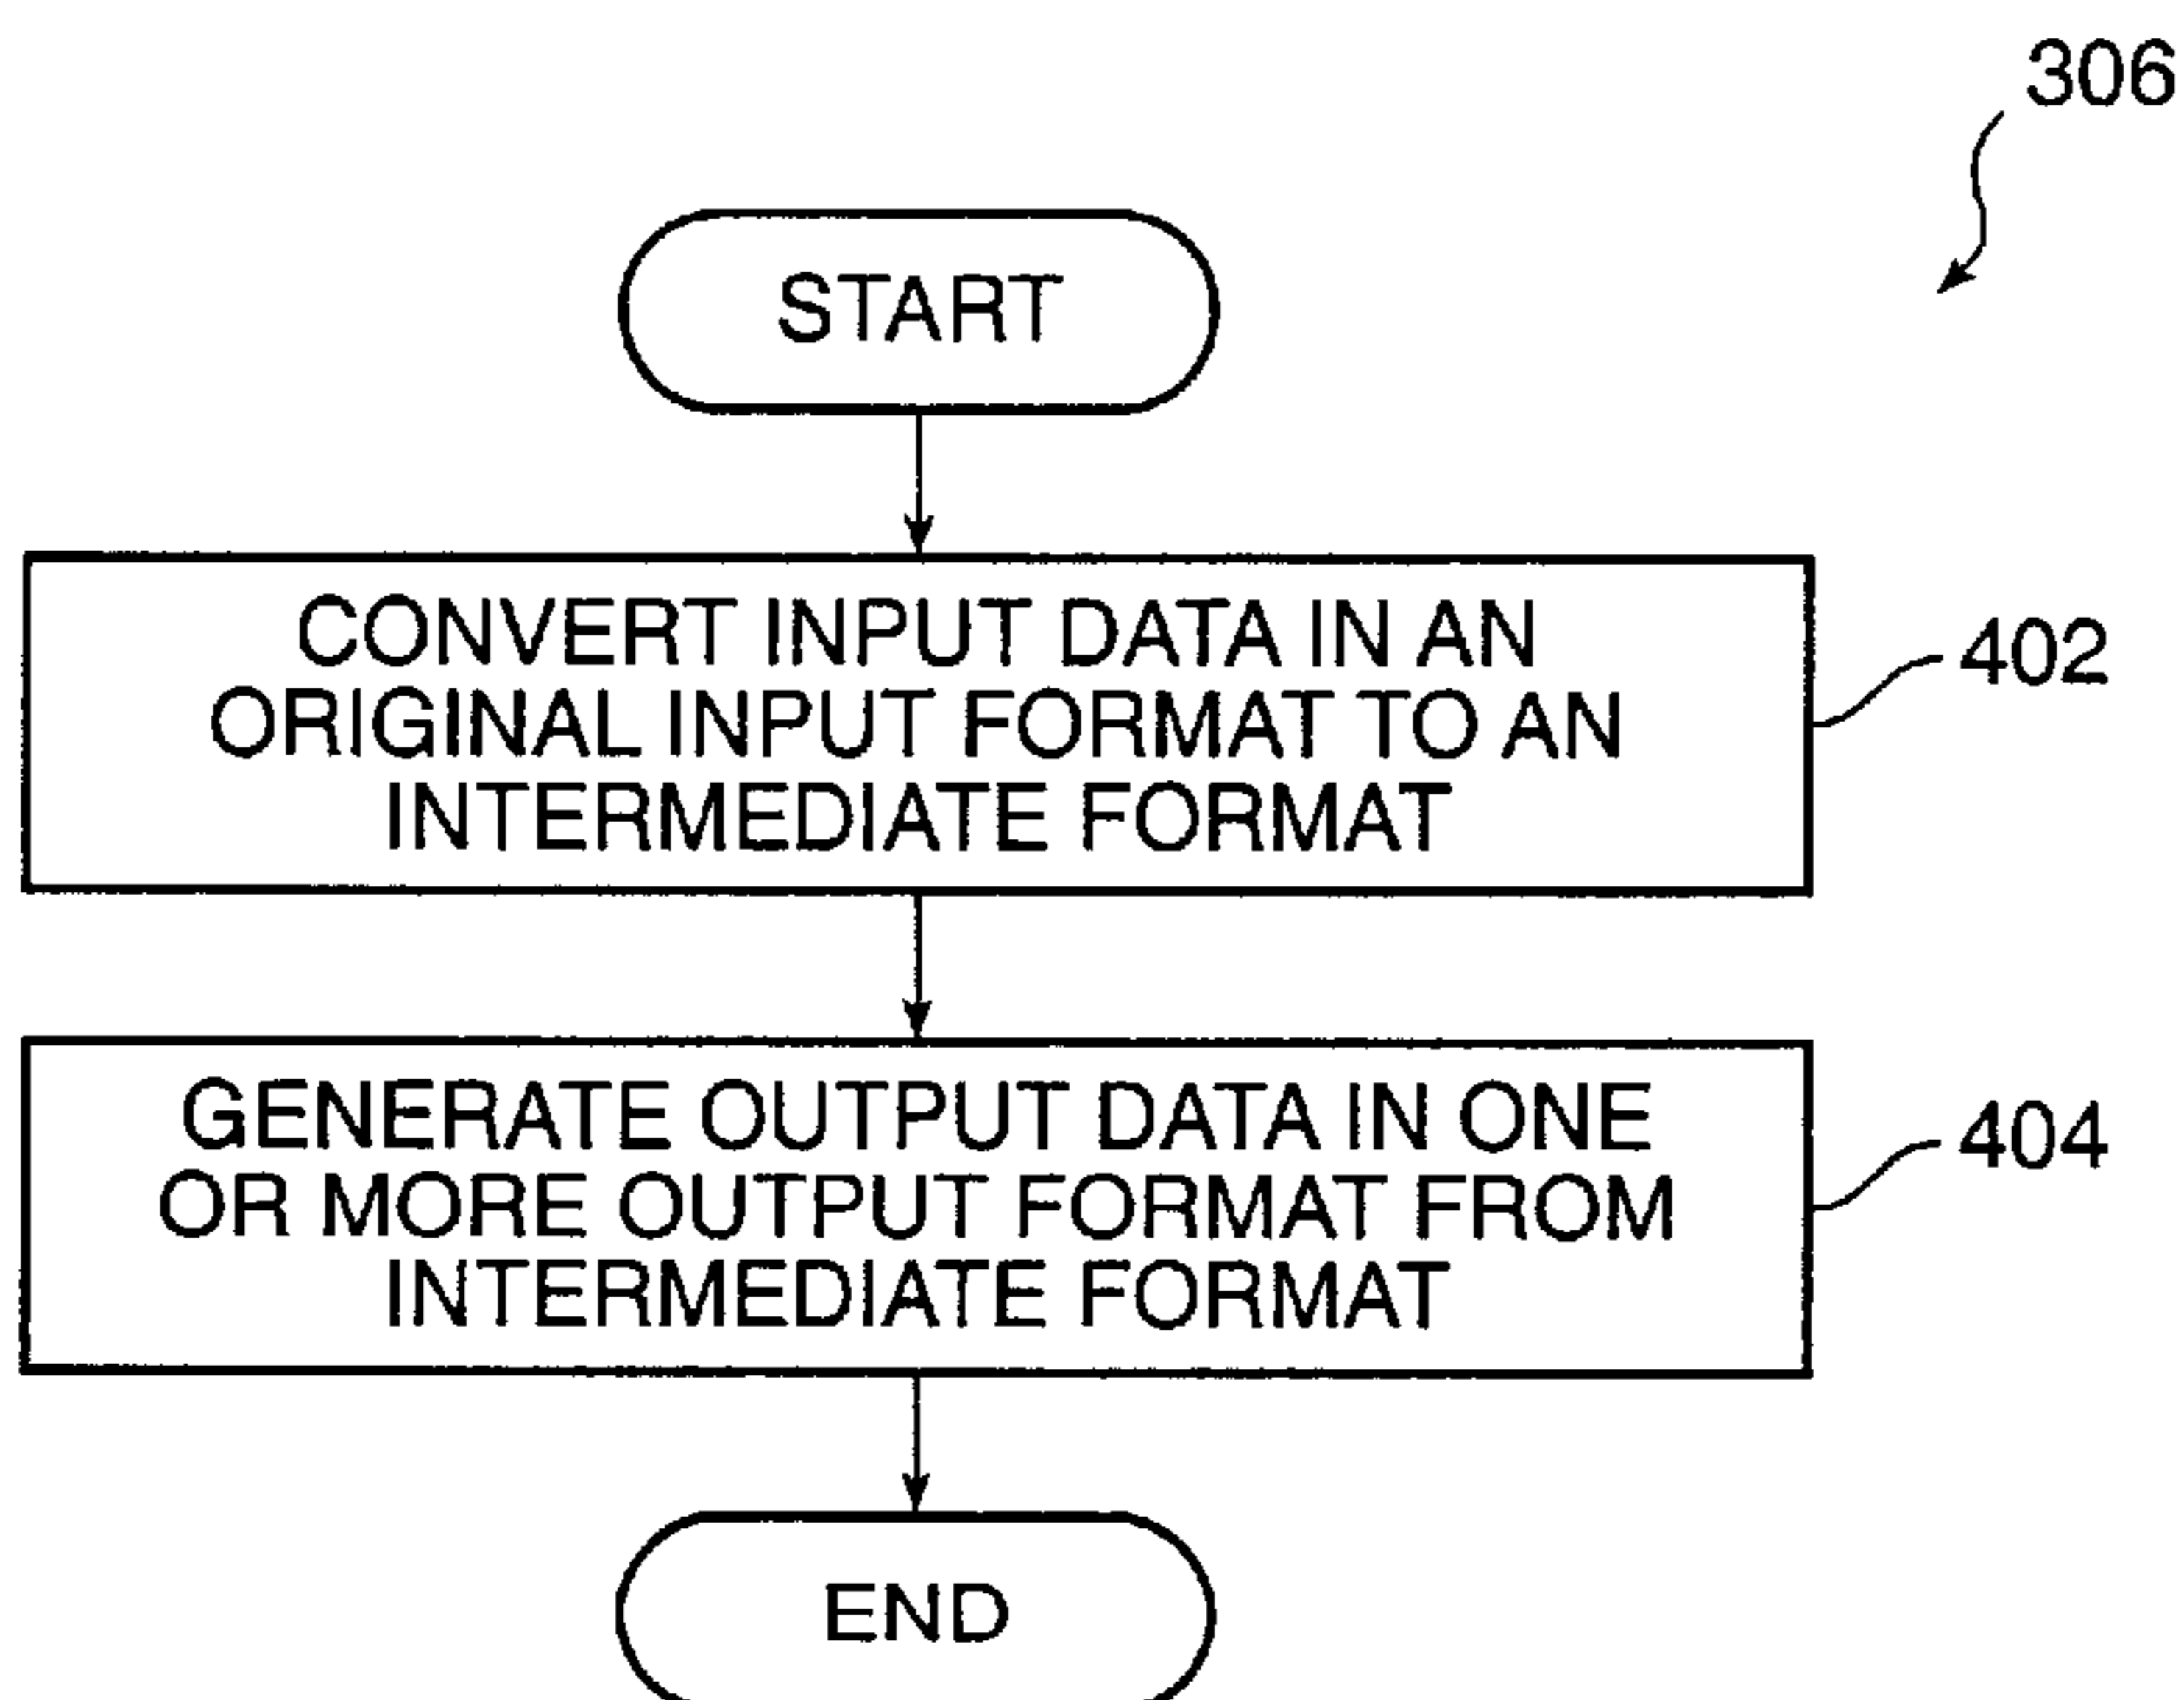 306
START
CONVERT INPUT DATA IN AN
ORIGINAL INPUT FORMAT TO AN
INTERMEDIATE FORMAT
402
GENERATE OUTPUT DATA IN ONE
OR MORE OUTPUT FORMAT FROM
INTERMEDIATE FORMAT
404
END